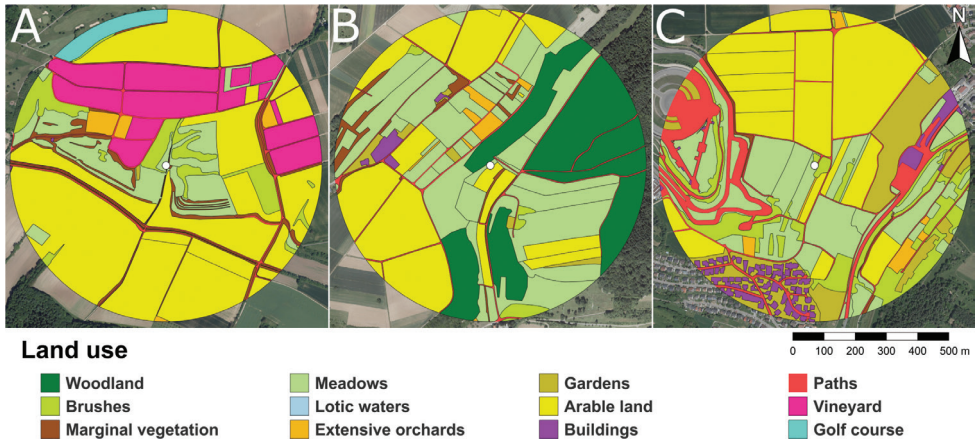 A
B
C
N
Land use
0 100 200 300 400 500 m
Woodland
Meadows
Gardens
Paths
Brushes
Lotic waters
Arable land
Vineyard
Marginal vegetation
Extensive orchards
Buildings
Golf course